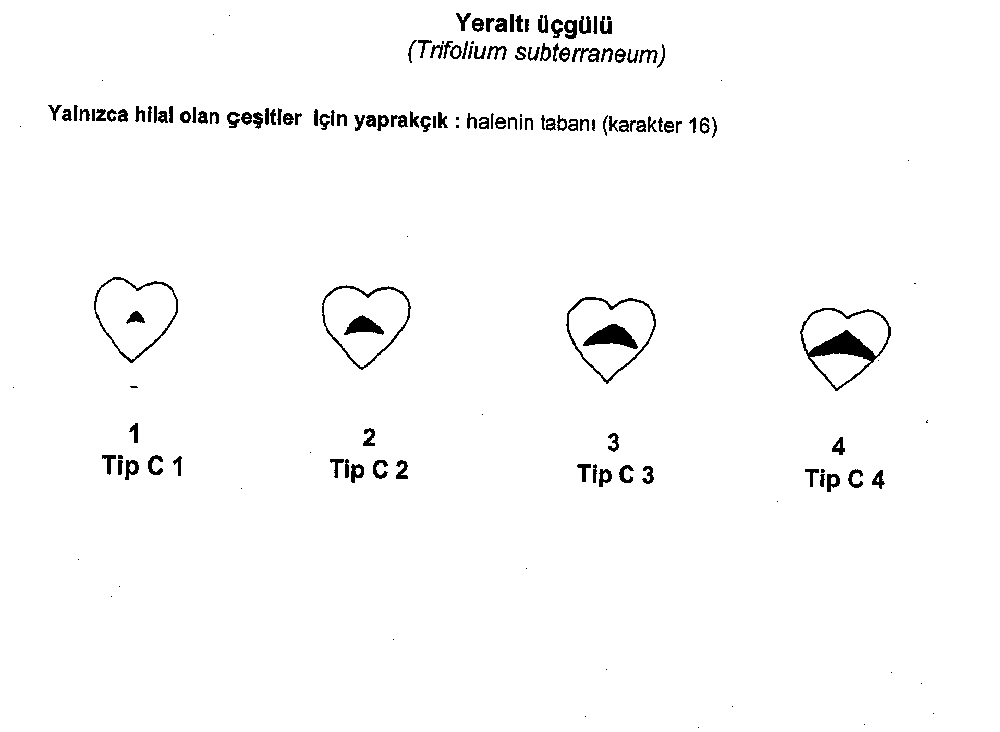 Yeraltı üçgülü
(Trifolium subterraneum)
Yalnızca hilal olan çeşitler için yaprakçık : halenin tabanı (karakter 16)
1
2
3
4
Tip C 1
Tip C 2
Tip C 3
Tip C 4